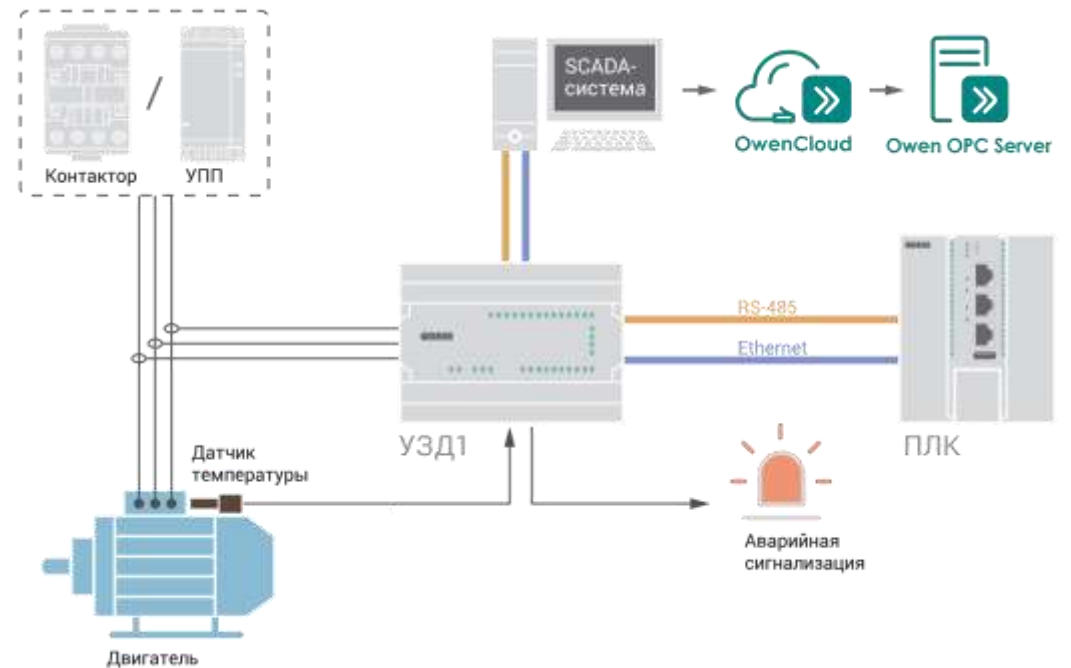 SCADA-
система
OwenCloud
Owen OPC Server
Контактор
/
УПП
RS-485
Ethernet
УЗД1
ПЛК
Датчик
температуры
Аварийная
сигнализация
Двигатель